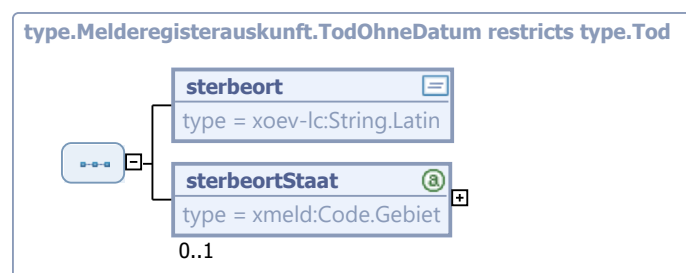 type.Melderegisterauskunft.TodOhneDatum restricts type.Tod
sterbeort
type = xoev-lc:String.Latin
sterbeortStaat
type = xmeld:Code.Gebiet
0..1